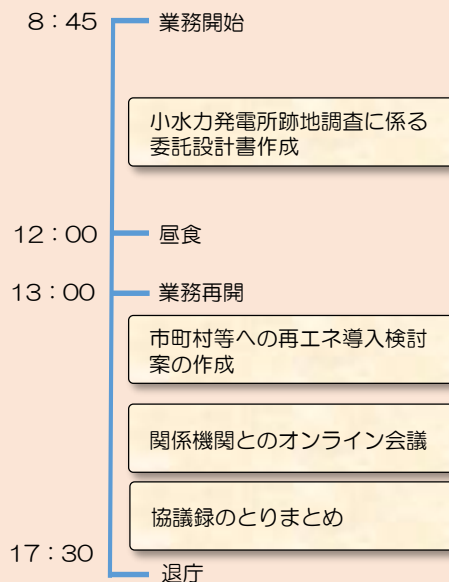 8：45 業務開始
小水力発電所跡地調査に係る
委託設計書作成
12：00 昼食
13：00 業務再開
市町村等への再エネ導入検討
案の作成
関係機関とのオンライン会議
協議録のとりまとめ
17：30
退庁